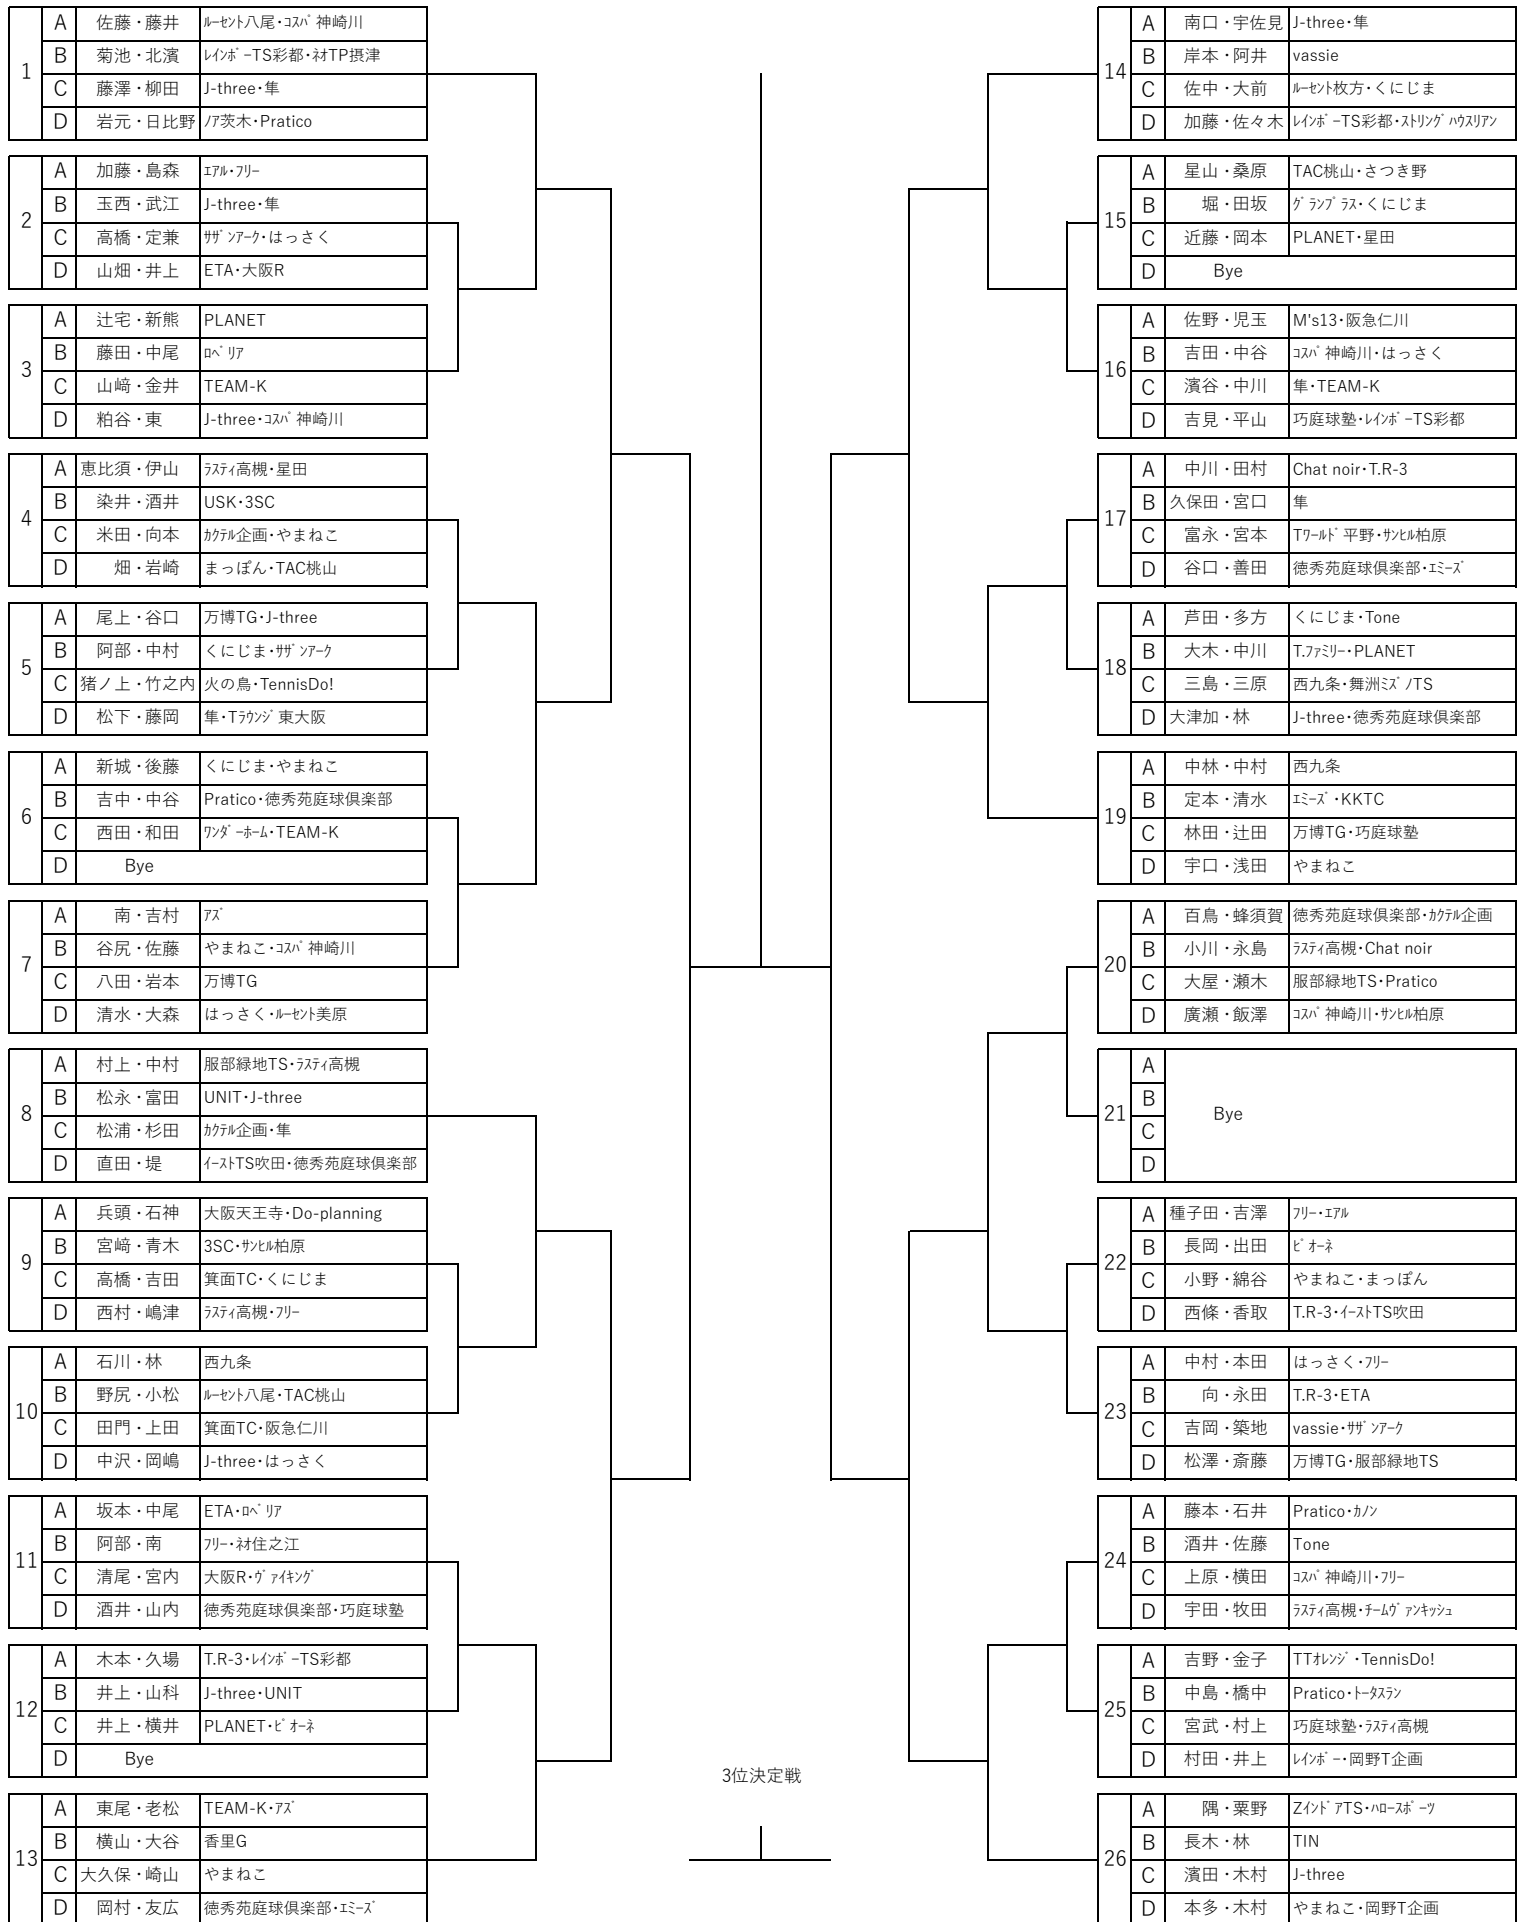 1
A 佐藤・藤井 ﾙｰｾﾝﾄ八尾・ｺｽﾊﾟ神崎川
B 菊池・北濱 ﾚｲﾝﾎﾞｰTS彩都・ﾈｵTP摂津
C 藤澤・柳田 J-three・隼
D 岩元・日比野 ﾉｱ茨木・Pratico
2
A 加藤・島森 ｴｱﾙ・ﾌﾘｰ
B 玉西・武江 J-three・隼
C 高橋・定兼 ｻｻﾞﾝｱｰｸ・はっさく
D 山畑・井上 ETA・大阪R
3
A 辻宅・新熊 PLANET
B 藤田・中尾 ﾛﾍﾞﾘｱ
C 山﨑・金井 TEAM-K
D 粕谷・東 J-three・ｺｽﾊﾟ神崎川
4
A 恵比須・伊山 ﾗｽﾃｨ高槻・星田
B 染井・酒井 USK・3SC
C 米田・向本 ｶｸﾃﾙ企画・やまねこ
D 畑・岩崎 まっぽん・TAC桃山
5
A 尾上・谷口 万博TG・J-three
B 阿部・中村 くにじま・ｻｻﾞﾝｱｰｸ
C 猪ノ上・竹之内 火の鳥・TennisDo!
D 松下・藤岡 隼・Tﾗｳﾝｼﾞ東大阪
6
A 新城・後藤 くにじま・やまねこ
B 吉中・中谷 Pratico・徳秀苑庭球倶楽部
C 西田・和田 ﾜﾝﾀﾞｰﾎｰﾑ・TEAM-K
D Bye
7
A 南・吉村 ｱｽﾞ
B 谷尻・佐藤 やまねこ・ｺｽﾊﾟ神崎川
C 八田・岩本 万博TG
D 清水・大森 はっさく・ﾙｰｾﾝﾄ美原
8
A 村上・中村 服部緑地TS・ﾗｽﾃｨ高槻
B 松永・富田 UNIT・J-three
C 松浦・杉田 ｶｸﾃﾙ企画・隼
D 直田・堤 ｲｰｽﾄTS吹田・徳秀苑庭球倶楽部
9
A 兵頭・石神 大阪天王寺・Do-planning
B 宮﨑・青木 3SC・ｻﾝﾋﾙ柏原
C 高橋・吉田 箕面TC・くにじま
D 西村・嶋津 ﾗｽﾃｨ高槻・ﾌﾘｰ
10
A 石川・林 西九条
B 野尻・小松 ﾙｰｾﾝﾄ八尾・TAC桃山
C 田門・上田 箕面TC・阪急仁川
D 中沢・岡嶋 J-three・はっさく
11
A 坂本・中尾 ETA・ﾛﾍﾞﾘｱ
B 阿部・南 ﾌﾘｰ・ﾈｵ住之江
C 清尾・宮内 大阪R・ｳﾞｧｲｷﾝｸﾞ
D 酒井・山内 徳秀苑庭球倶楽部・巧庭球塾
12
A 木本・久場 T.R-3・ﾚｲﾝﾎﾞｰTS彩都
B 井上・山科 J-three・UNIT
C 井上・横井 PLANET・ﾋﾟｵｰﾈ
D Bye
13
A 東尾・老松 TEAM-K・ｱｽﾞ
B 横山・大谷 香里G
C 大久保・崎山 やまねこ
D 岡村・友広 徳秀苑庭球倶楽部・ｴﾐｰｽﾞ
3位決定戦
14
A 南口・宇佐見 J-three・隼
B 岸本・阿井 vassie
C 佐中・大前 ﾙｰｾﾝﾄ枚方・くにじま
D 加藤・佐々木 ﾚｲﾝﾎﾞｰTS彩都・ｽﾄﾘﾝｸﾞﾊｳｽﾘｱﾝ
15
A 星山・桑原 TAC桃山・さつき野
B 堀・田坂 ｸﾞﾗﾝﾌﾟﾗｽ・くにじま
C 近藤・岡本 PLANET・星田
D Bye
16
A 佐野・児玉 M's13・阪急仁川
B 吉田・中谷 ｺｽﾊﾟ神崎川・はっさく
C 濱谷・中川 隼・TEAM-K
D 吉見・平山 巧庭球塾・ﾚｲﾝﾎﾞｰTS彩都
17
A 中川・田村 Chat noir・T.R-3
B 久保田・宮口 隼
C 富永・宮本 Tﾜｰﾙﾄﾞ平野・ｻﾝﾋﾙ柏原
D 谷口・善田 徳秀苑庭球倶楽部・ｴﾐｰｽﾞ
18
A 芦田・多方 くにじま・Tone
B 大木・中川 T.ﾌｧﾐﾘｰ・PLANET
C 三島・三原 西九条・舞洲ﾐｽﾞﾉTS
D 大津加・林 J-three・徳秀苑庭球倶楽部
19
A 中林・中村 西九条
B 定本・清水 ｴﾐｰｽﾞ・KKTC
C 林田・辻田 万博TG・巧庭球塾
D 宇口・浅田 やまねこ
20
A 百鳥・蜂須賀 徳秀苑庭球倶楽部・ｶｸﾃﾙ企画
B 小川・永島 ﾗｽﾃｨ高槻・Chat noir
C 大屋・瀬木 服部緑地TS・Pratico
D 廣瀬・飯澤 ｺｽﾊﾟ神崎川・ｻﾝﾋﾙ柏原
21
A
B
Bye
C
D
22
A 種子田・吉澤 ﾌﾘｰ・ｴｱﾙ
B 長岡・出田 ﾋﾟｵｰﾈ
C 小野・綿谷 やまねこ・まっぽん
D 西條・香取 T.R-3・ｲｰｽﾄTS吹田
23
A 中村・本田 はっさく・ﾌﾘｰ
B 向・永田 T.R-3・ETA
C 吉岡・築地 vassie・ｻｻﾞﾝｱｰｸ
D 松澤・斎藤 万博TG・服部緑地TS
24
A 藤本・石井 Pratico・ｶﾉﾝ
B 酒井・佐藤 Tone
C 上原・横田 ｺｽﾊﾟ神崎川・ﾌﾘｰ
D 宇田・牧田 ﾗｽﾃｨ高槻・ﾁｰﾑｳﾞｧﾝｷｯｼｭ
25
A 吉野・金子 TTｵﾚﾝｼﾞ・TennisDo!
B 中島・橋中 Pratico・ﾄｰﾀｽﾗﾝ
C 宮武・村上 巧庭球塾・ﾗｽﾃｨ高槻
D 村田・井上 ﾚｲﾝﾎﾞｰ・岡野T企画
26
A 隅・粟野 ZｲﾝﾄﾞｱTS・ﾊﾛｰｽﾎﾟｰﾂ
B 長木・林 TIN
C 濱田・木村 J-three
D 本多・木村 やまねこ・岡野T企画